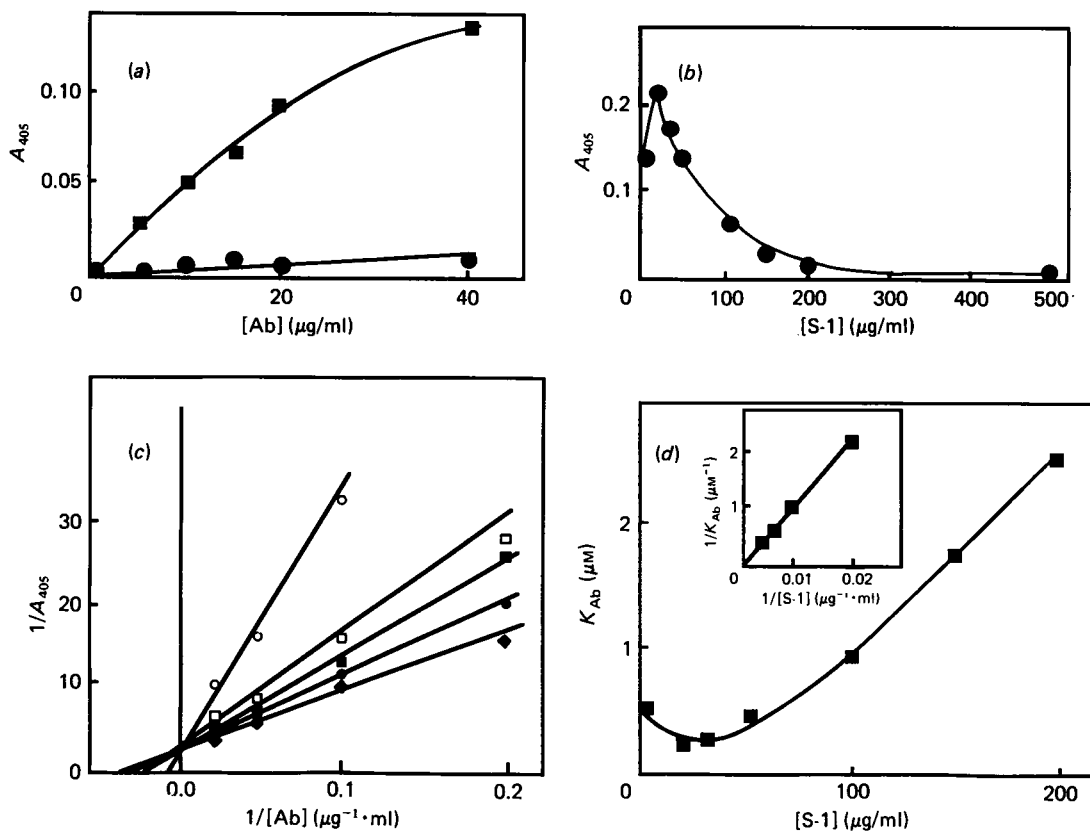 (a)
0.10
0.05
0
20
40
A405
[Ab] (μg/ml)
(b)
0.2
0.1
0
100
200
300
400
500
A405
[S-1] (μg/ml)
(c)
30
20
10
0
0.0
0.1
0.2
1/A405
1/[Ab] (μg⁻¹·ml)
(d)
2
1
0
100
200
KAb (μM)
[S-1] (μg/ml)
2
1
0
0.01
0.02
1/KAb (μM⁻¹)
1/[S-1] (μg⁻¹·ml)